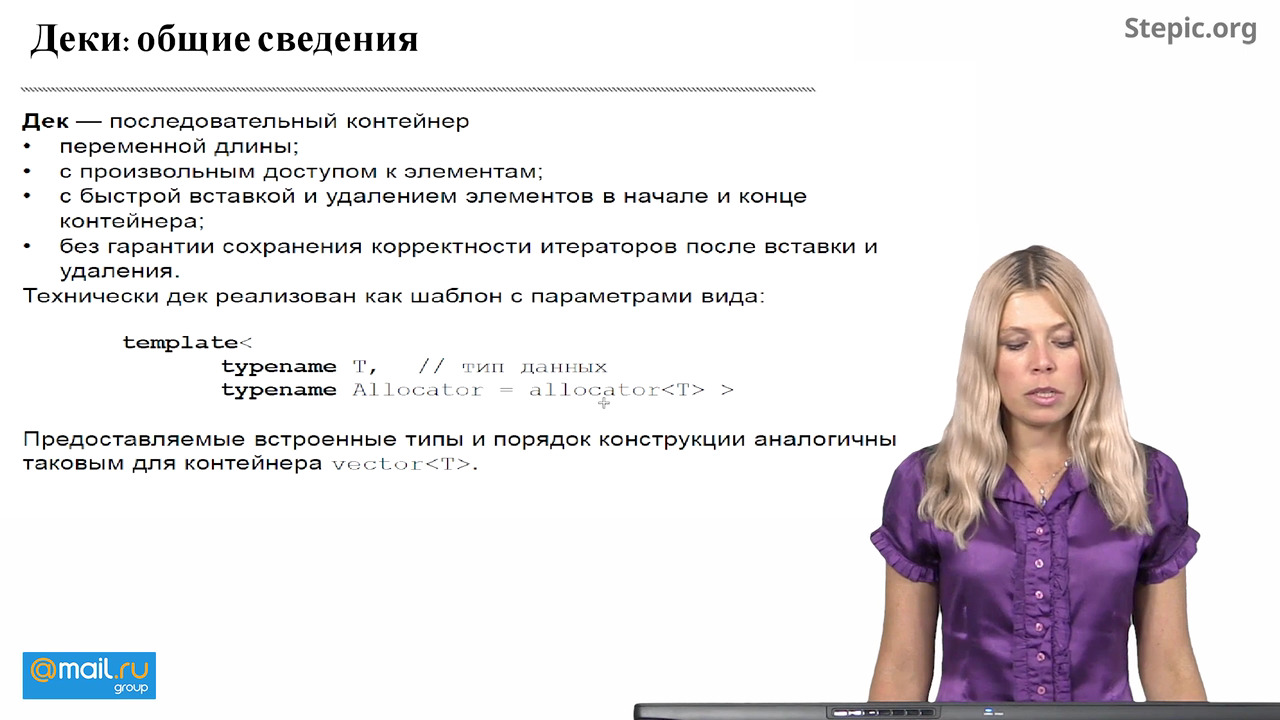 Деки: общие сведения
Stepic.org
Дек — последовательный контейнер
• переменной длины;
• с произвольным доступом к элементам;
• с быстрой вставкой и удалением элементов в начале и конце
контейнера;
• без гарантии сохранения корректности итераторов после вставки и
удаления.
Технически дек реализован как шаблон с параметрами вида:
template<
typename T, // тип данных
typename Allocator = allocator<T> >
Предоставляемые встроенные типы и порядок конструкции аналогичны
таковым для контейнера vector<T>.
@mail.ru
group